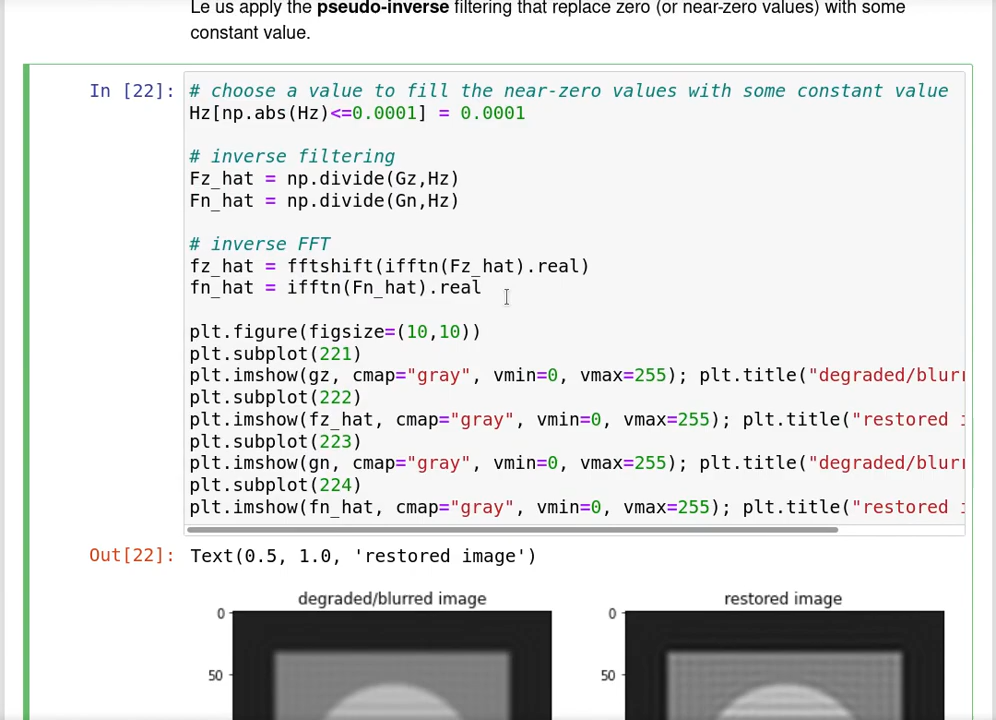 Le us apply the pseudo-inverse filtering that replace zero (or near-zero values) with some
constant value.
In [22]:
# choose a value to fill the near-zero values with some constant value
Hz[np.abs(Hz)<=0.0001] = 0.0001
# inverse filtering
Fz_hat = np.divide(Gz,Hz)
Fn_hat = np.divide(Gn,Hz)
# inverse FFT
fz_hat = fftshift(ifftn(Fz_hat).real)
fn_hat = ifftn(Fn_hat).real
plt.figure(figsize=(10,10))
plt.subplot(221)
plt.imshow(gz, cmap="gray", vmin=0, vmax=255); plt.title("degraded/blurr
plt.subplot(222)
plt.imshow(fz_hat, cmap="gray", vmin=0, vmax=255); plt.title("restored
plt.subplot(223)
plt.imshow(gn, cmap="gray", vmin=0, vmax=255); plt.title("degraded/blurr
plt.subplot(224)
plt.imshow(fn_hat, cmap="gray", vmin=0, vmax=255); plt.title("restored
Out[22]: Text(0.5, 1.0, 'restored image')
degraded/blurred image
restored image
0
0
50
50